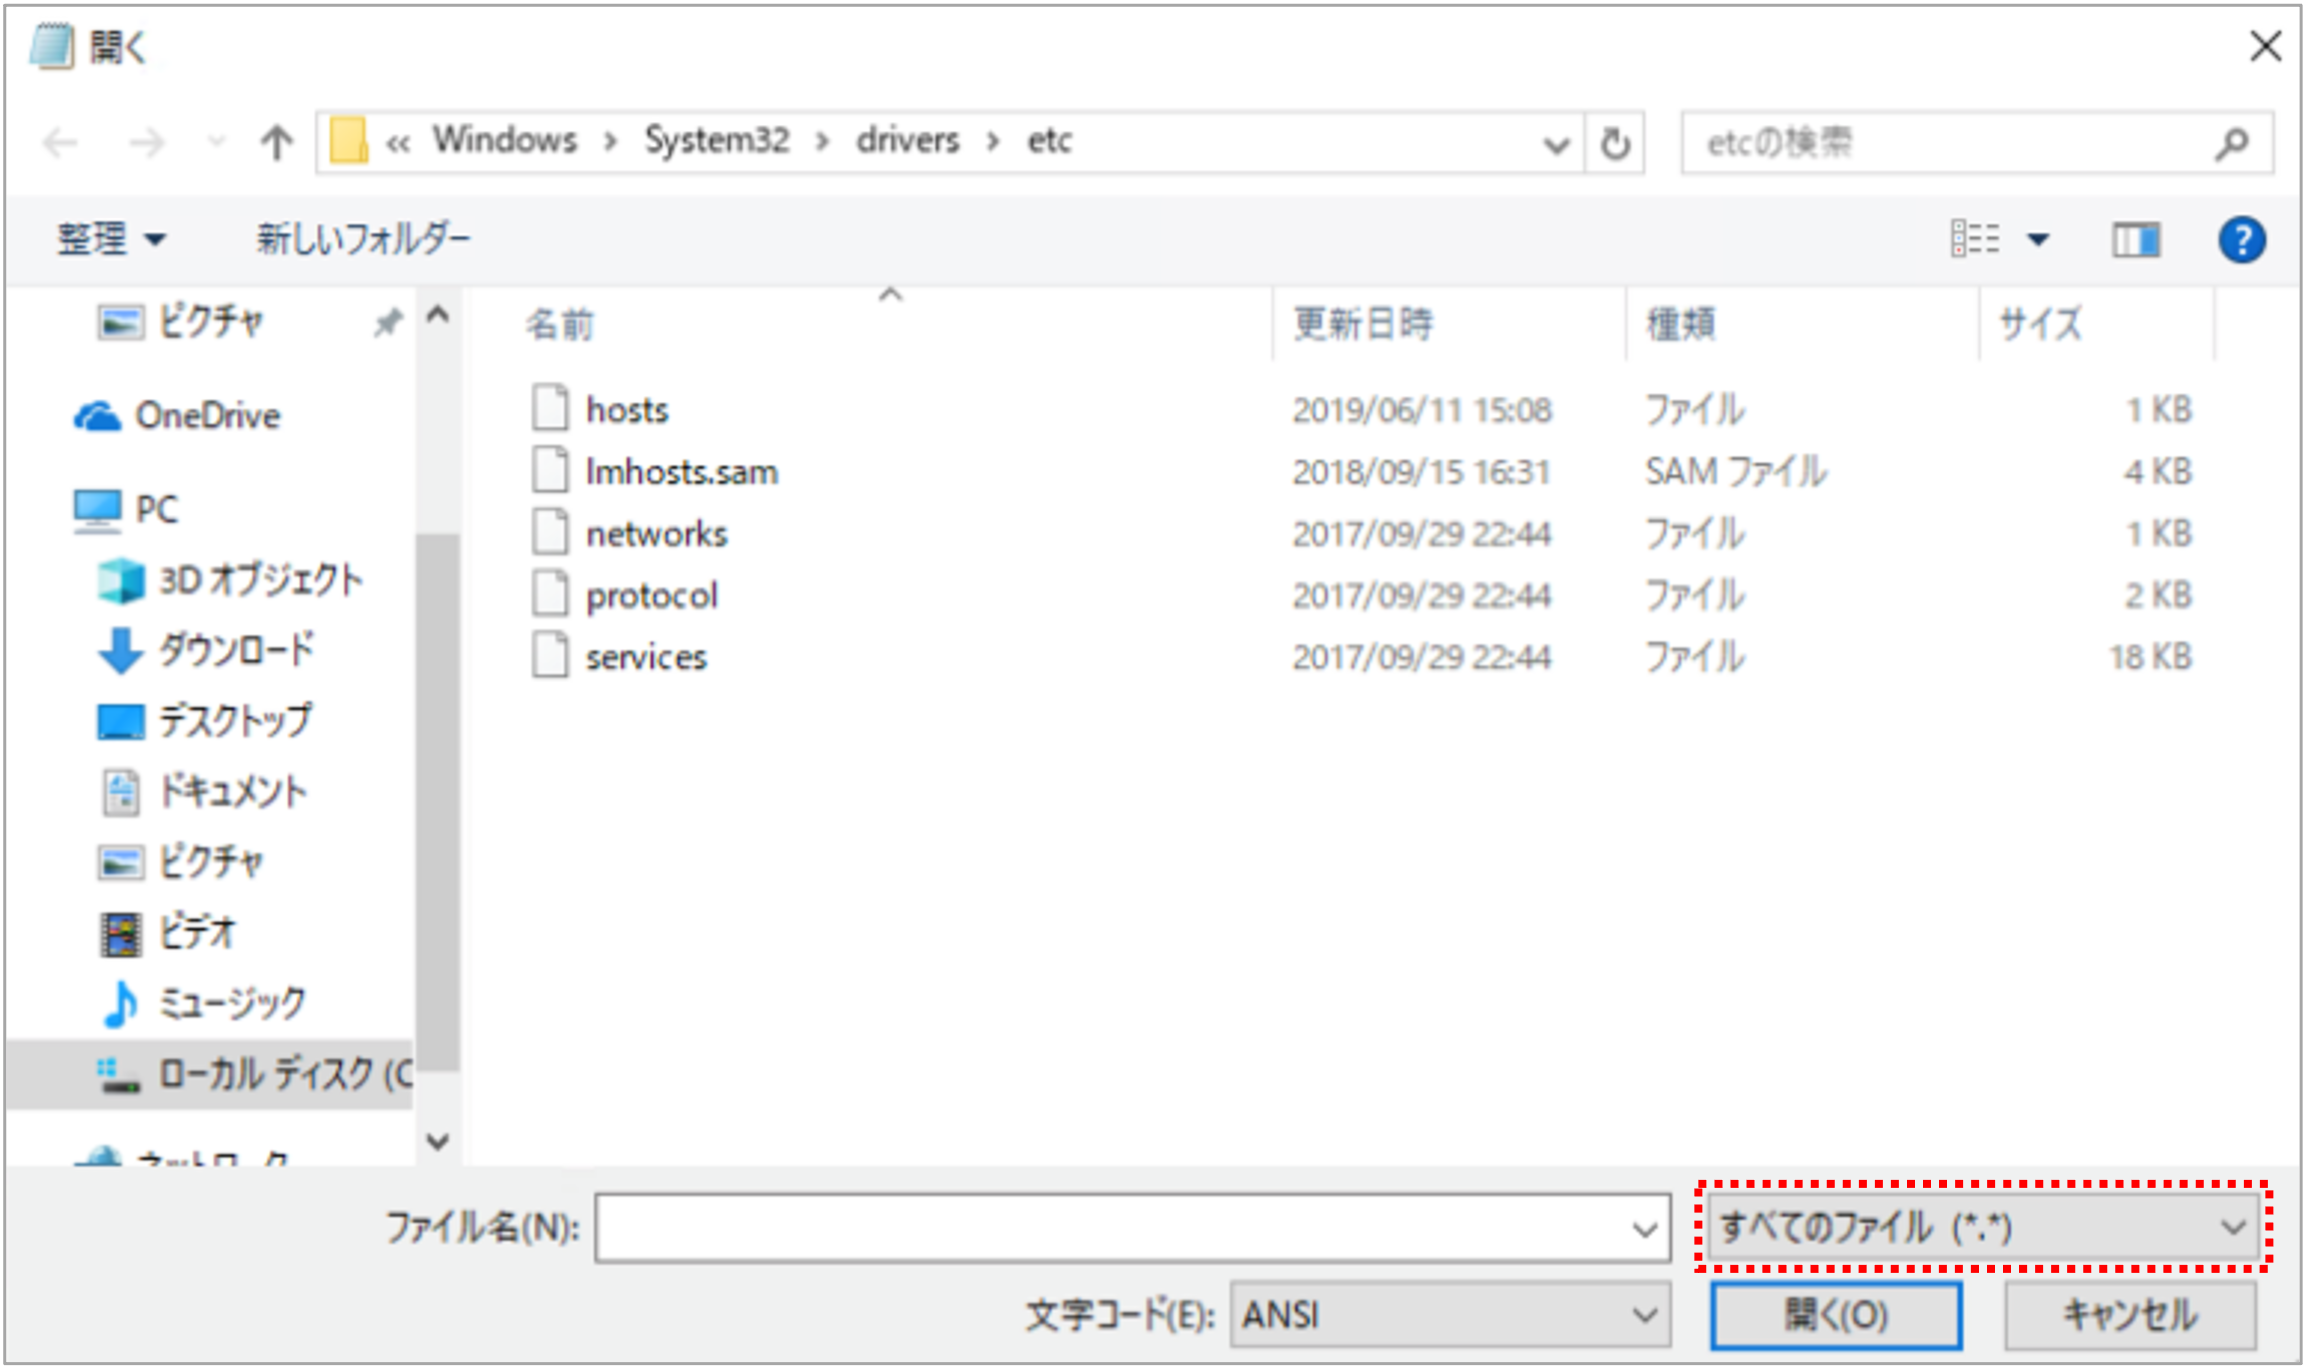 開く
« Windows › System32 › drivers › etc
etcの検索
整理 新しいフォルダー
?
ピクチャ
OneDrive
PC
3D オブジェクト
ダウンロード
デスクトップ
ドキュメント
ピクチャ
ビデオ
ミュージック
ローカル ディスク (C
ネットワーク
名前 更新日時 種類 サイズ
hosts 2019/06/11 15:08 ファイル 1 KB
lmhosts.sam 2018/09/15 16:31 SAM ファイル 4 KB
networks 2017/09/29 22:44 ファイル 1 KB
protocol 2017/09/29 22:44 ファイル 2 KB
services 2017/09/29 22:44 ファイル 18 KB
ファイル名(N):
すべてのファイル (*.*)
文字コード(E): ANSI
開く(O) キャンセル